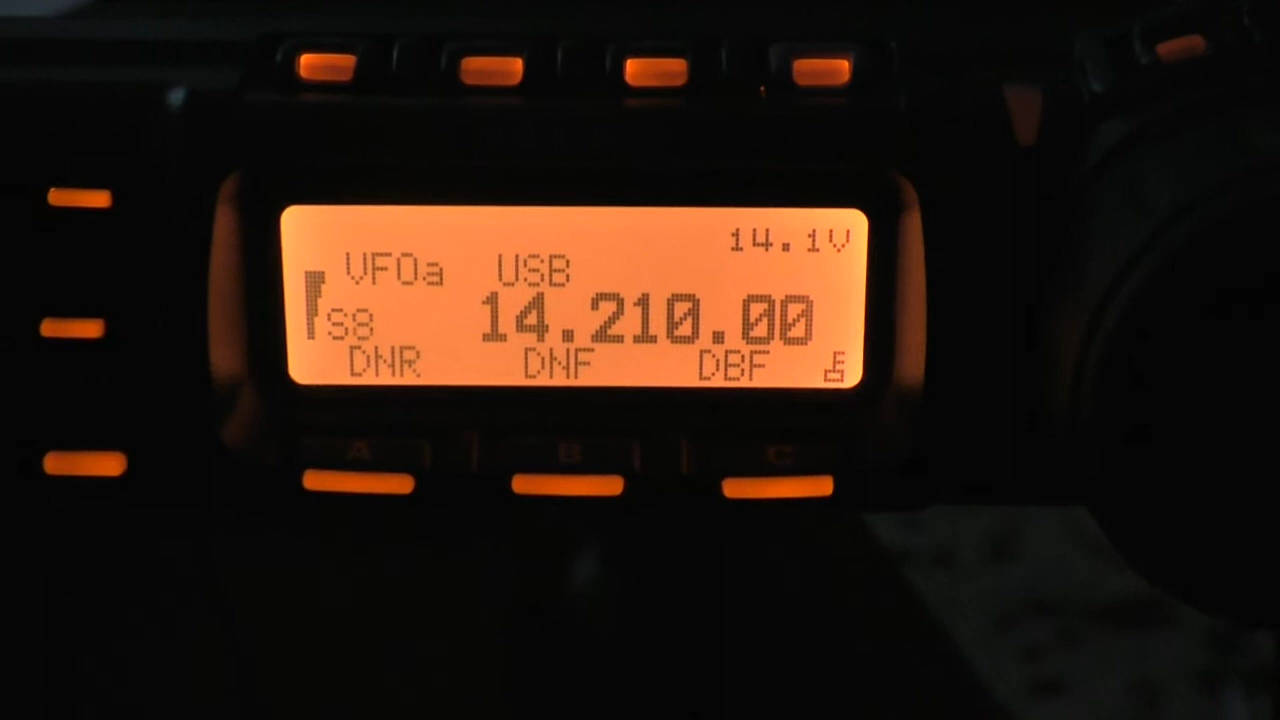 14.1V
VFOa USB
S8 14.210.00
DNR DNF DBF
A B C